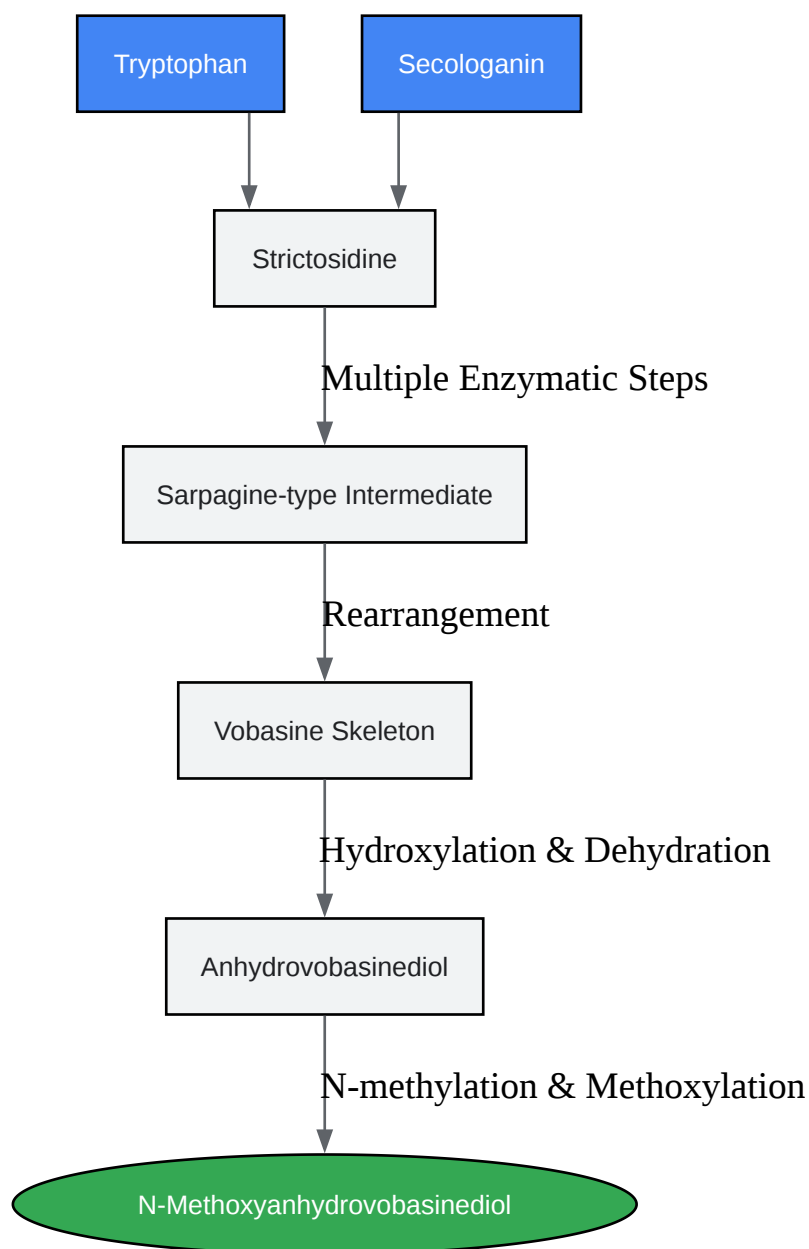 Tryptophan
Secologanin
Strictosidine
Multiple Enzymatic Steps
Sarpagine-type Intermediate
Rearrangement
Vobasine Skeleton
Hydroxylation & Dehydration
Anhydrovobasinediol
N-methylation & Methoxylation
N-Methoxyanhydrovobasinediol